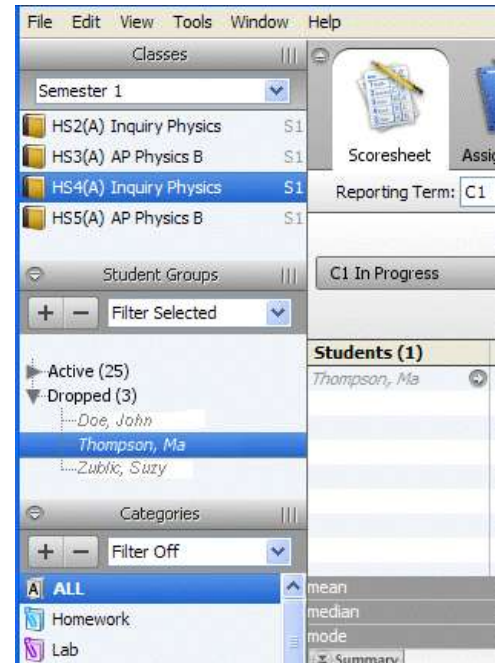 File Edit View Tools Window Help
Classes
Semester 1
HS2(A) Inquiry Physics S1
HS3(A) AP Physics B S1
HS4(A) Inquiry Physics S1
HS5(A) AP Physics B S1
Student Groups
Filter Selected
Active (25)
Dropped (3)
Doe, John
Thompson, Ma
Zublic, Suzy
Categories
Filter Off
ALL
Homework
Lab
Scoresheet Assig
Reporting Term: C1
C1 In Progress
Students (1)
Thompson, Ma
mean
median
mode
Summary